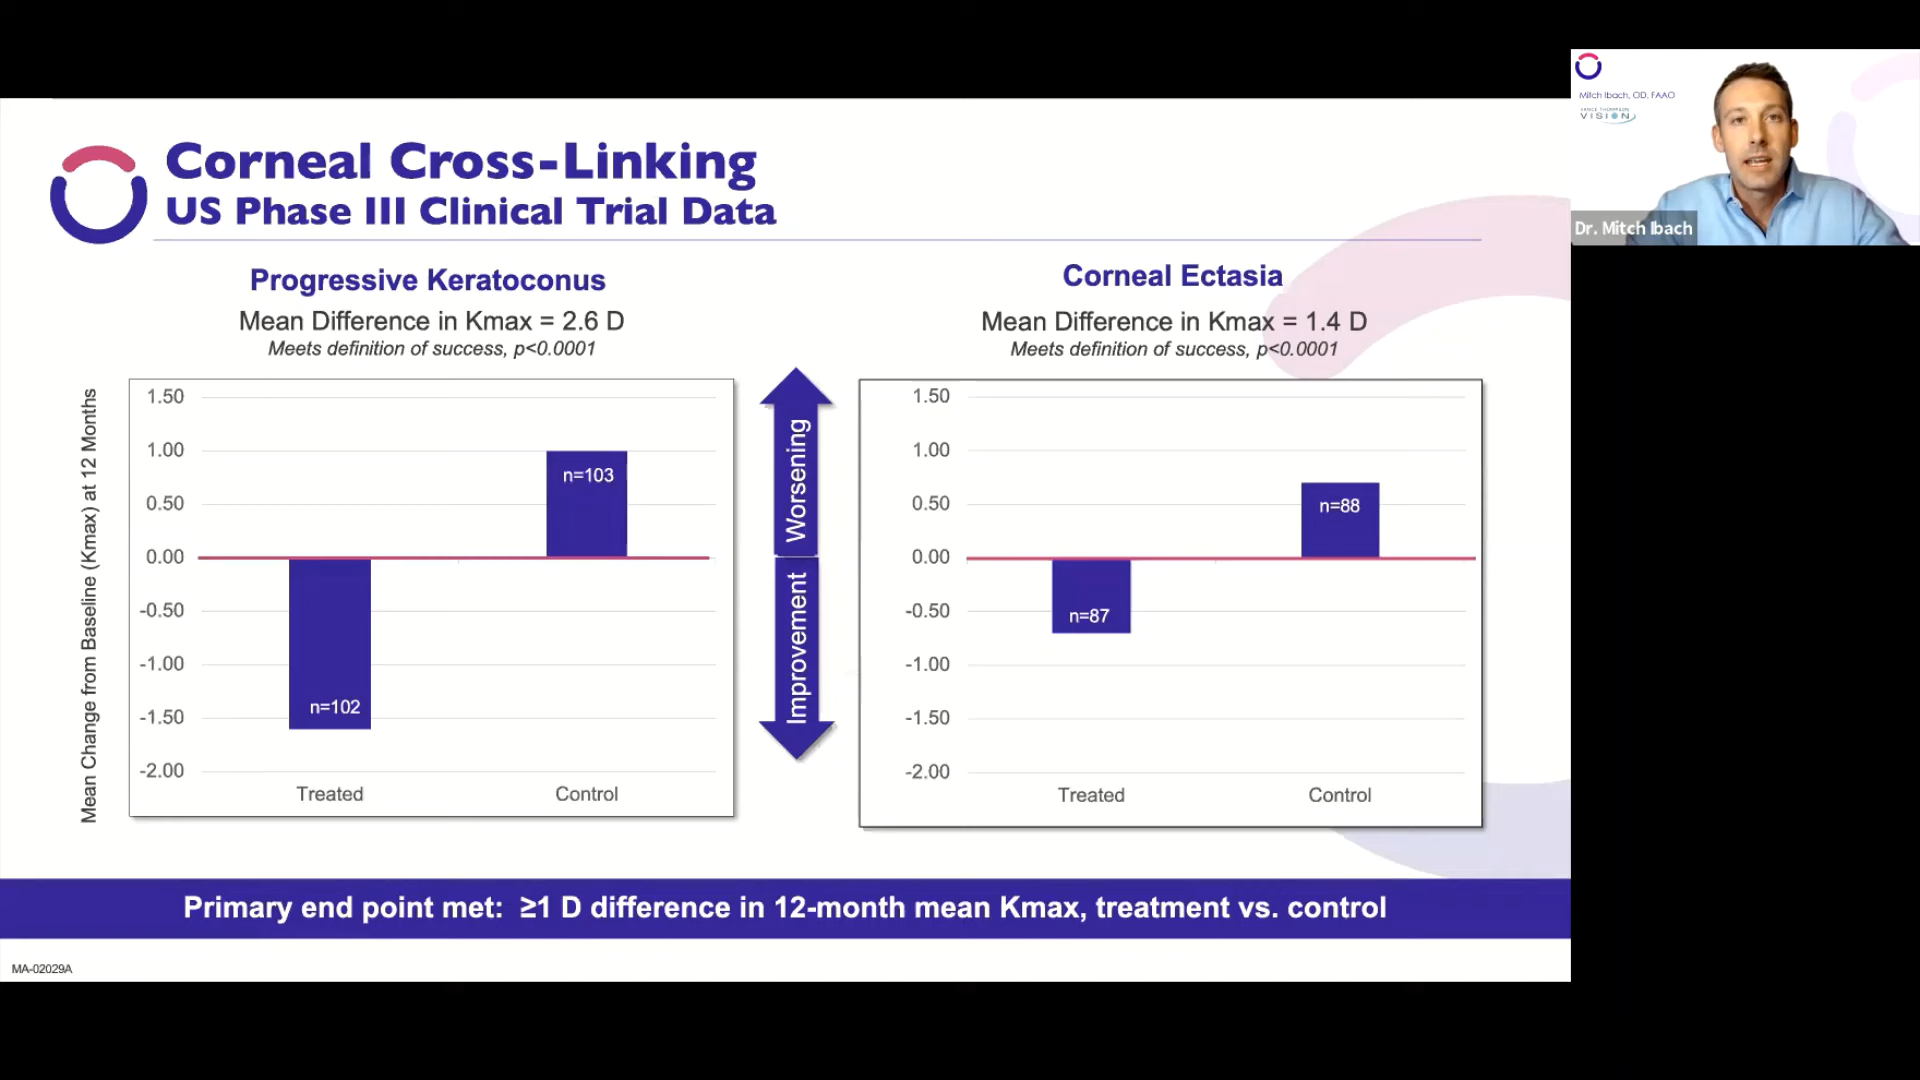 Corneal Cross-Linking
US Phase III Clinical Trial Data
Progressive Keratoconus
Mean Difference in Kmax = 2.6 D
Meets definition of success, p<0.0001
Mean Change from Baseline (Kmax) at 12 Months
1.50
1.00
0.50
0.00
-0.50
-1.00
-1.50
-2.00
n=102
n=103
Treated
Control
Worsening
Improvement
Corneal Ectasia
Mean Difference in Kmax = 1.4 D
Meets definition of success, p<0.0001
1.50
1.00
0.50
0.00
-0.50
-1.00
-1.50
-2.00
n=87
n=88
Treated
Control
Primary end point met: ≥1 D difference in 12-month mean Kmax, treatment vs. control
MA-02029A
Mitch Ibach, OD, FAAO
VANCE THOMPSON
VISION
Dr. Mitch Ibach